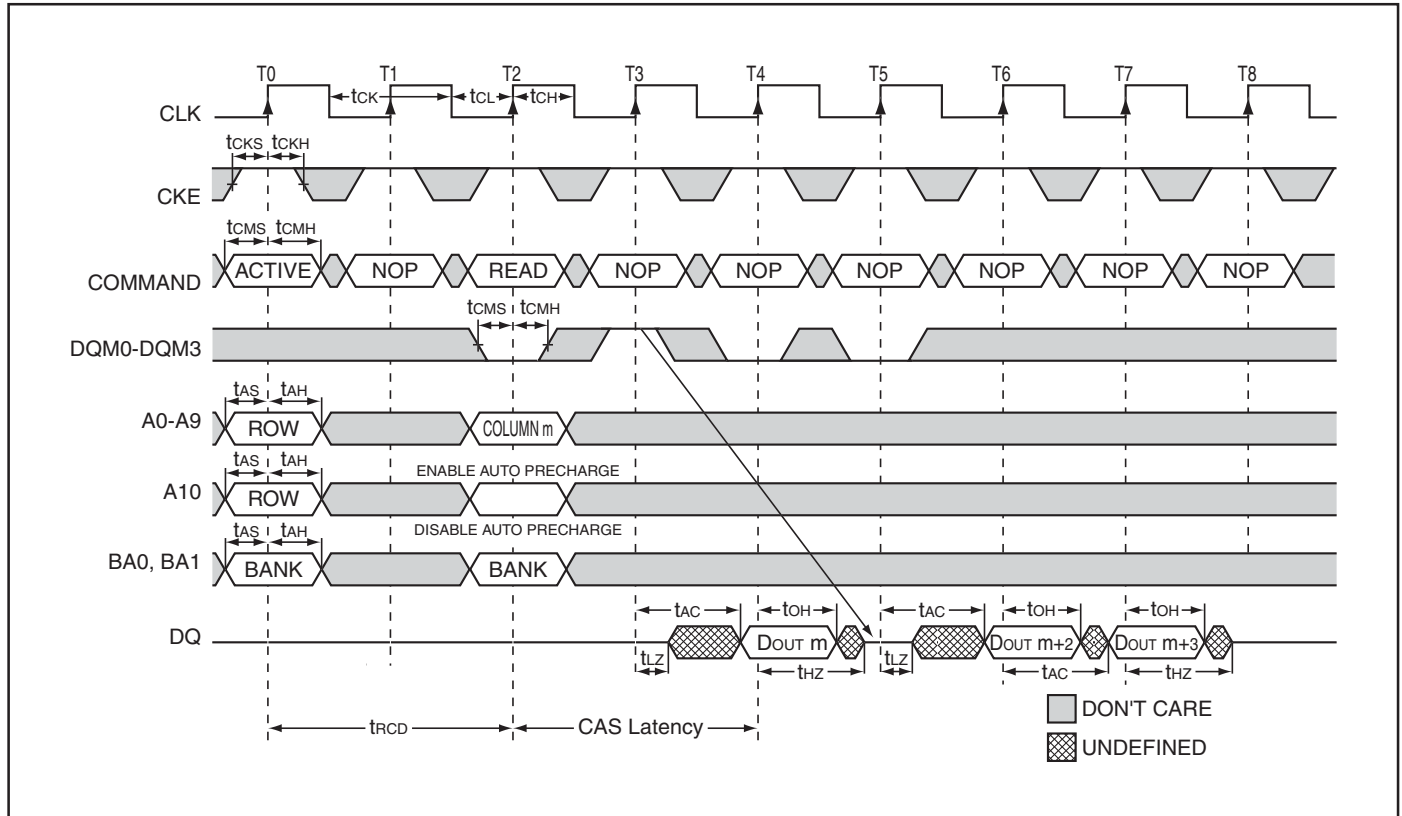 T0 T1 T2 T3 T4 T5 T6 T7 T8
tCK tCL tCH
CLK
tCKS tCKH
CKE
tCMS tCMH
ACTIVE NOP READ NOP NOP NOP NOP NOP NOP
COMMAND
tCMS tCMH
DQM0-DQM3
tAS tAH
A0-A9 ROW COLUMN m
tAS tAH ENABLE AUTO PRECHARGE
A10 ROW
tAS tAH DISABLE AUTO PRECHARGE
BA0, BA1 BANK BANK
tAC tOH tAC tOH tOH
DQ DOUT m DOUT m+2 DOUT m+3
tLZ tHZ tLZ tAC tHZ
DON'T CARE
tRCD CAS Latency
UNDEFINED